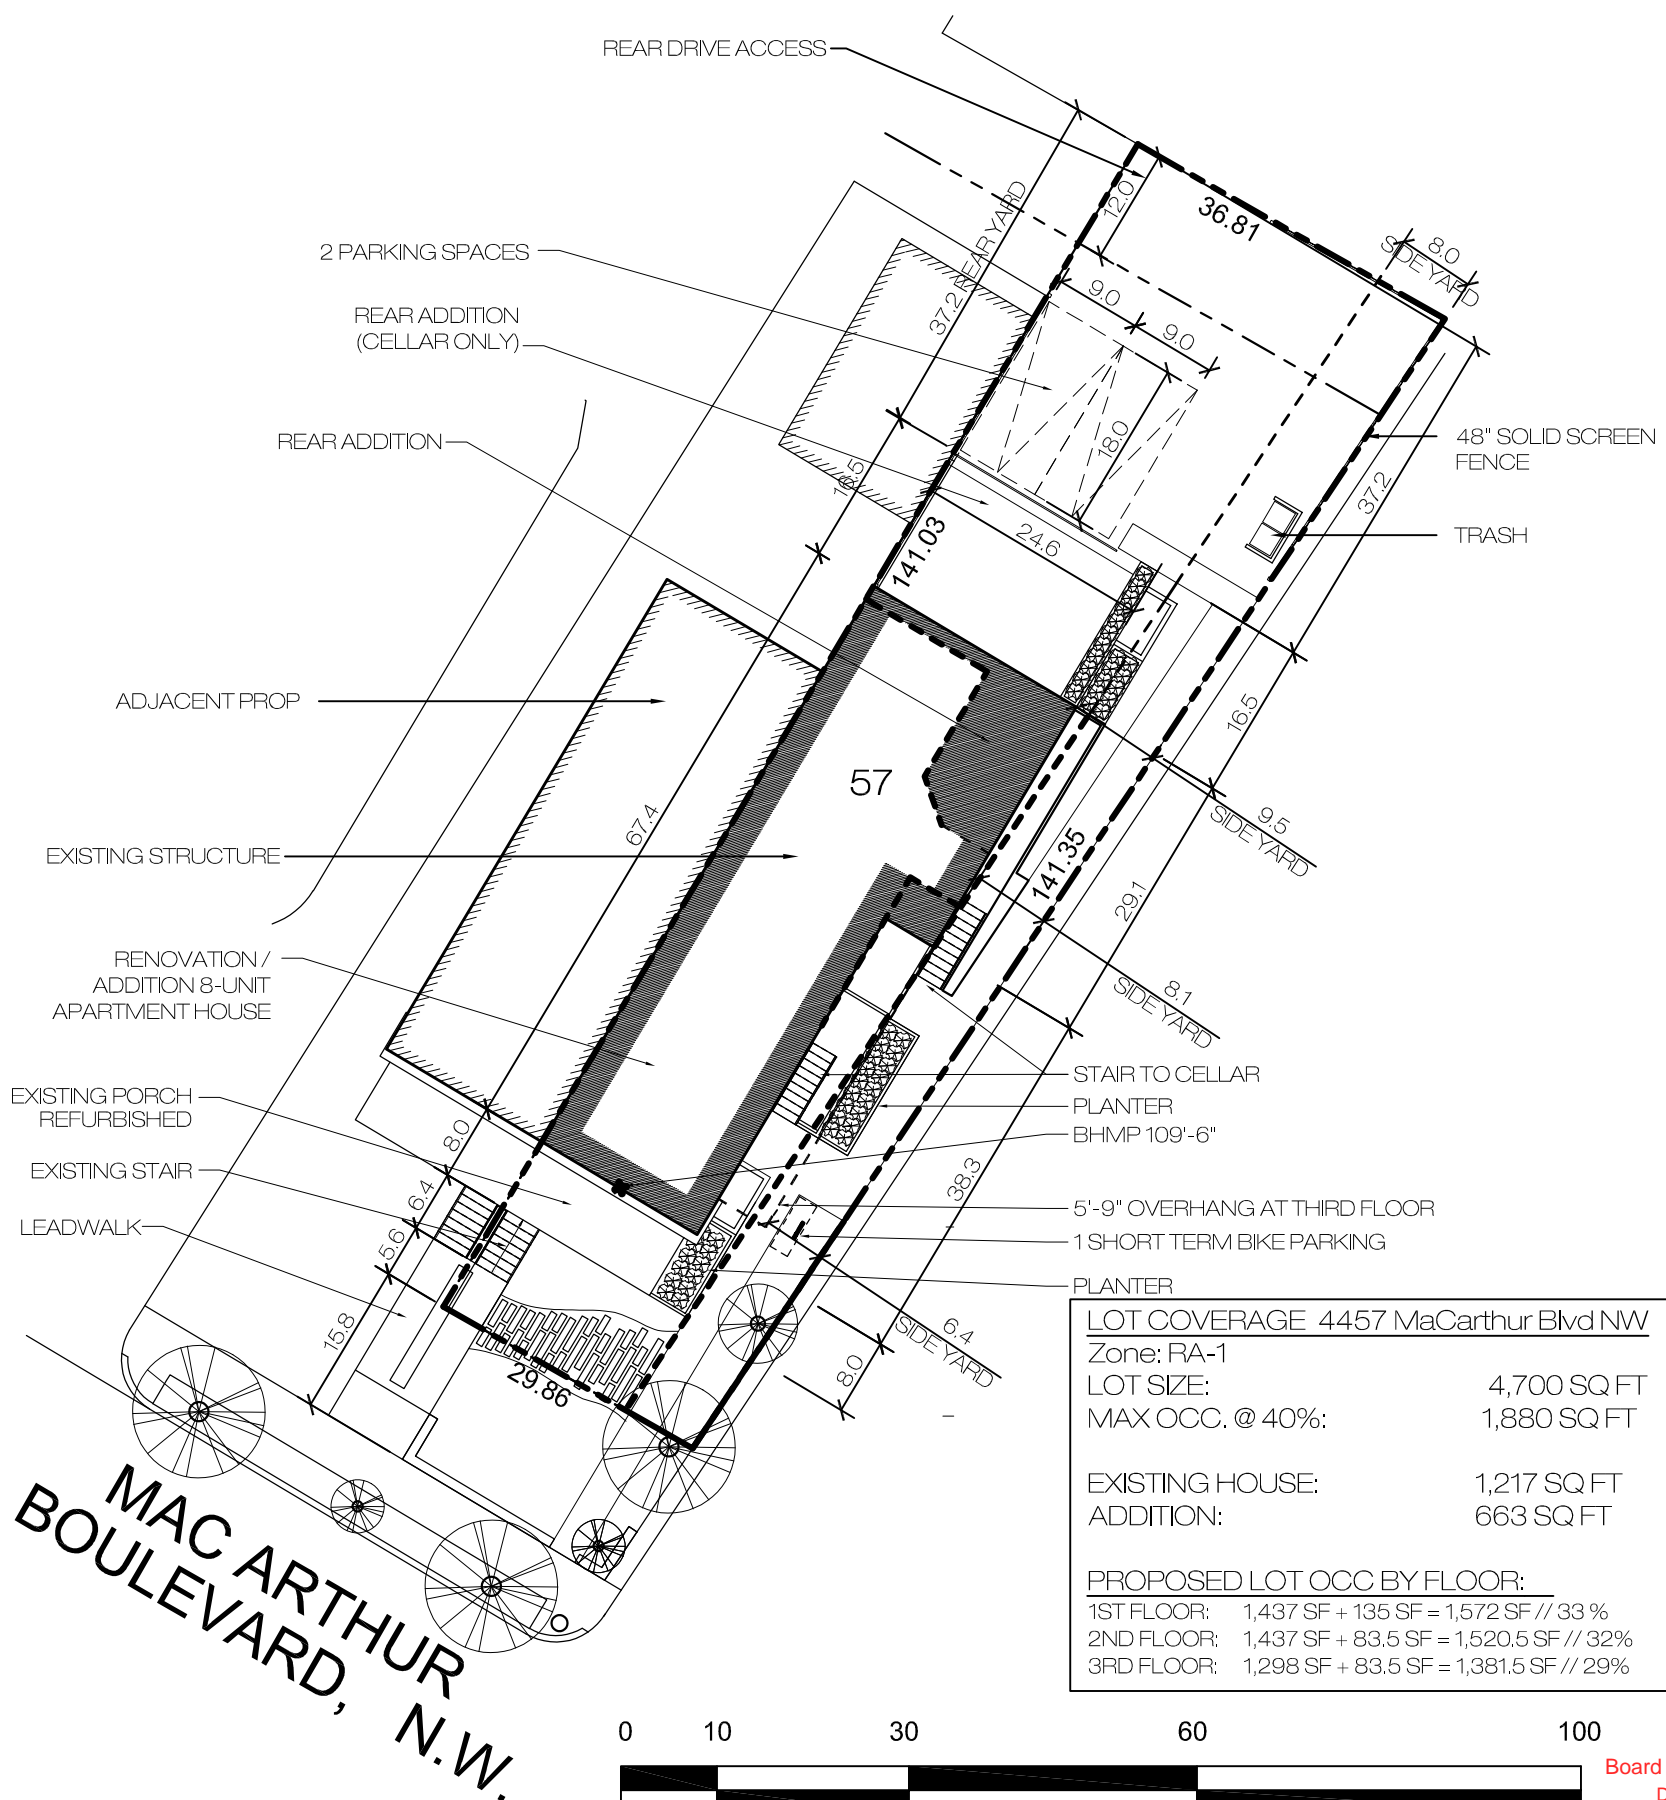 REAR DRIVE ACCESS
2 PARKING SPACES
REAR ADDITION
(CELLAR ONLY)
REAR ADDITION
ADJACENT PROP
EXISTING STRUCTURE
RENOVATION /
ADDITION 8-UNIT
APARTMENT HOUSE
EXISTING PORCH
REFURBISHED
EXISTING STAIR
LEADWALK
37.2 REAR YARD
12.0
36.81
8.0
SIDE YARD
9.0
9.0
18.0
48" SOLID SCREEN
FENCE
37.2
TRASH
16.5
141.03
24.6
16.5
57
67.4
9.5
SIDE YARD
141.35
29.1
8.1
SIDE YARD
STAIR TO CELLAR
PLANTER
BHMP 109'-6"
38.3
5'-9" OVERHANG AT THIRD FLOOR
1 SHORT TERM BIKE PARKING
PLANTER
8.0
6.4
5.6
15.8
29.86
6.4
SIDE YARD
8.0
MAC ARTHUR
BOULEVARD, N.W.
LOT COVERAGE 4457 MaCarthur Blvd NW
Zone: RA-1
LOT SIZE: 4,700 SQ FT
MAX OCC. @ 40%: 1,880 SQ FT
EXISTING HOUSE: 1,217 SQ FT
ADDITION: 663 SQ FT
PROPOSED LOT OCC BY FLOOR:
1ST FLOOR: 1,437 SF + 135 SF = 1,572 SF // 33 %
2ND FLOOR: 1,437 SF + 83.5 SF = 1,520.5 SF // 32%
3RD FLOOR: 1,298 SF + 83.5 SF = 1,381.5 SF // 29%
0 10 30 60 100
Board